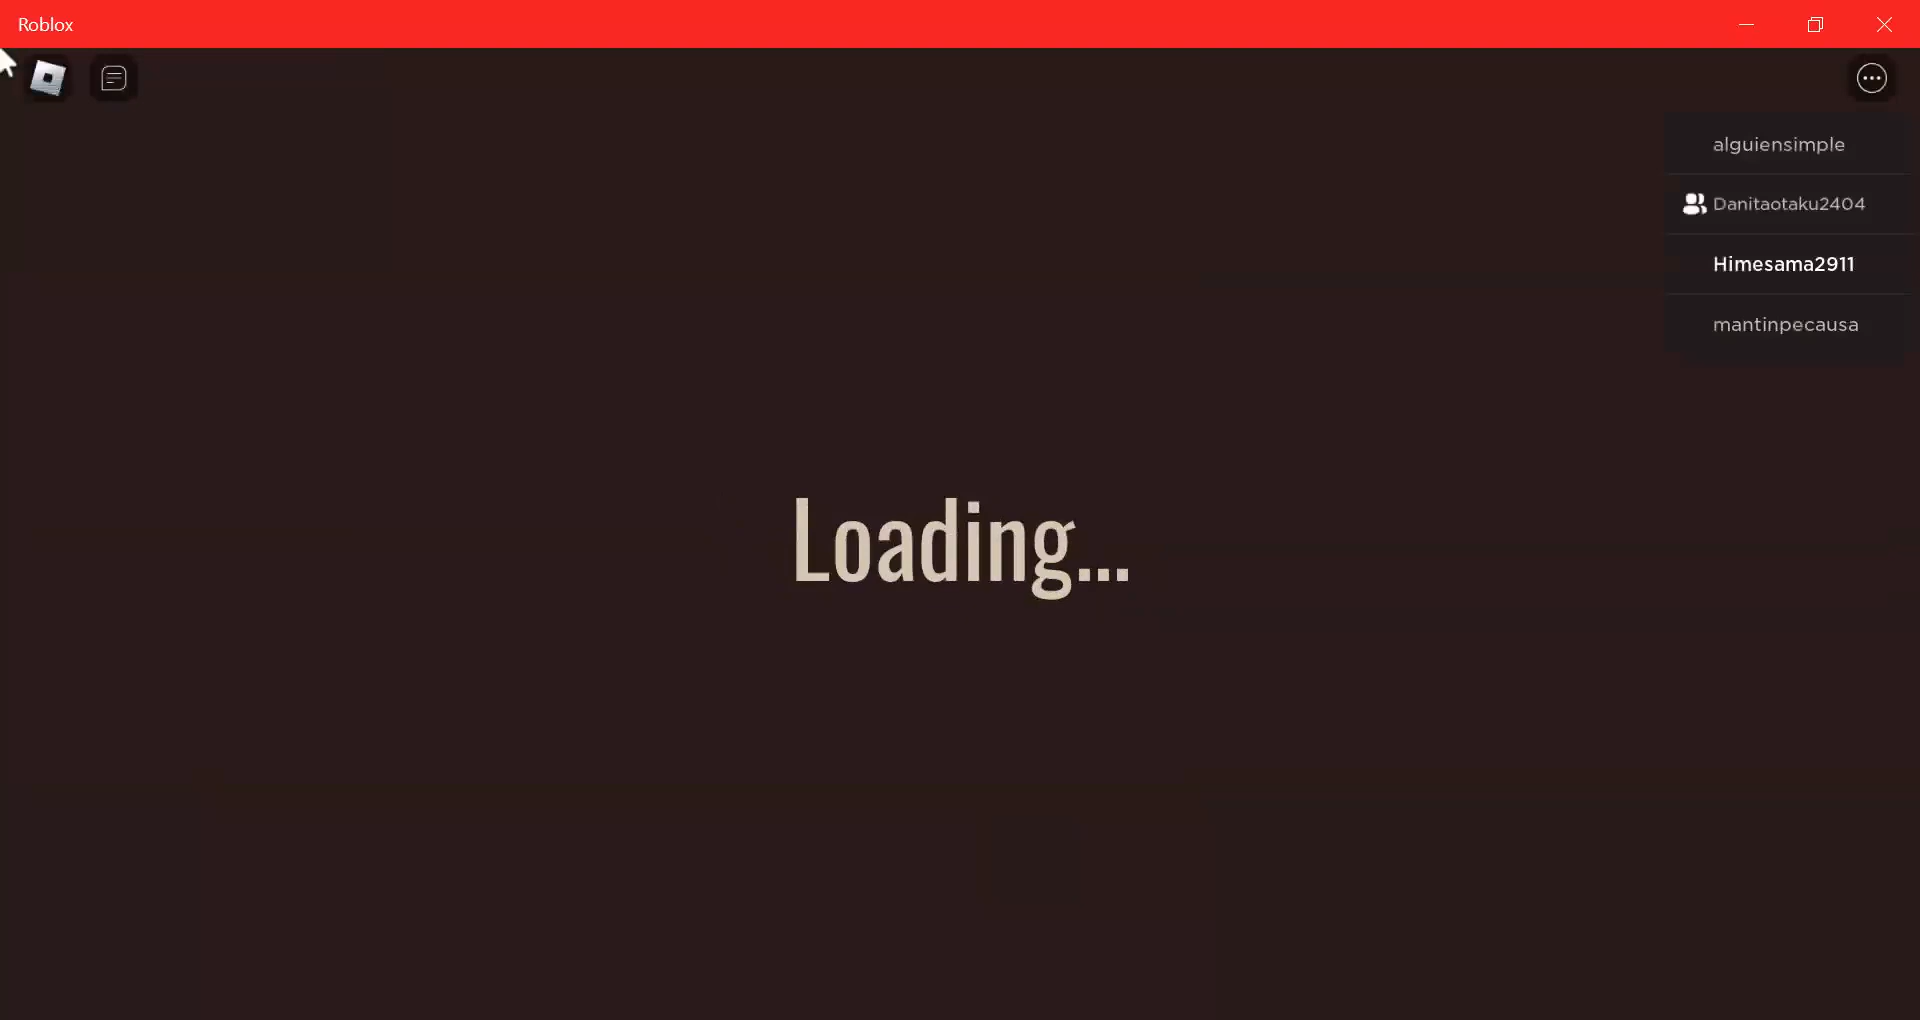 Roblox
alguiensimple
Danitaotaku2404
Himesama2911
mantinpecausa
Loading...